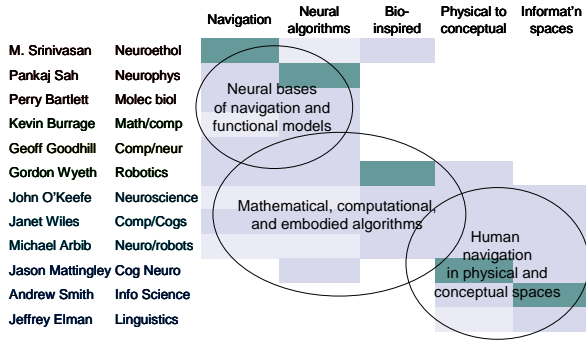 Navigation
Neural
algorithms
Bio-
inspired
Physical to
conceptual
Informat'n
spaces
M. Srinivasan Neuroethol
Pankaj Sah Neurophys
Perry Bartlett Molec biol
Kevin Burrage Math/comp
Geoff Goodhill Comp/neur
Gordon Wyeth Robotics
John O'Keefe Neuroscience
Janet Wiles Comp/Cogs
Michael Arbib Neuro/robots
Jason Mattingley Cog Neuro
Andrew Smith Info Science
Jeffrey Elman Linguistics
Neural bases
of navigation and
functional models
Mathematical, computational,
and embodied algorithms
Human
navigation
in physical and
conceptual spaces